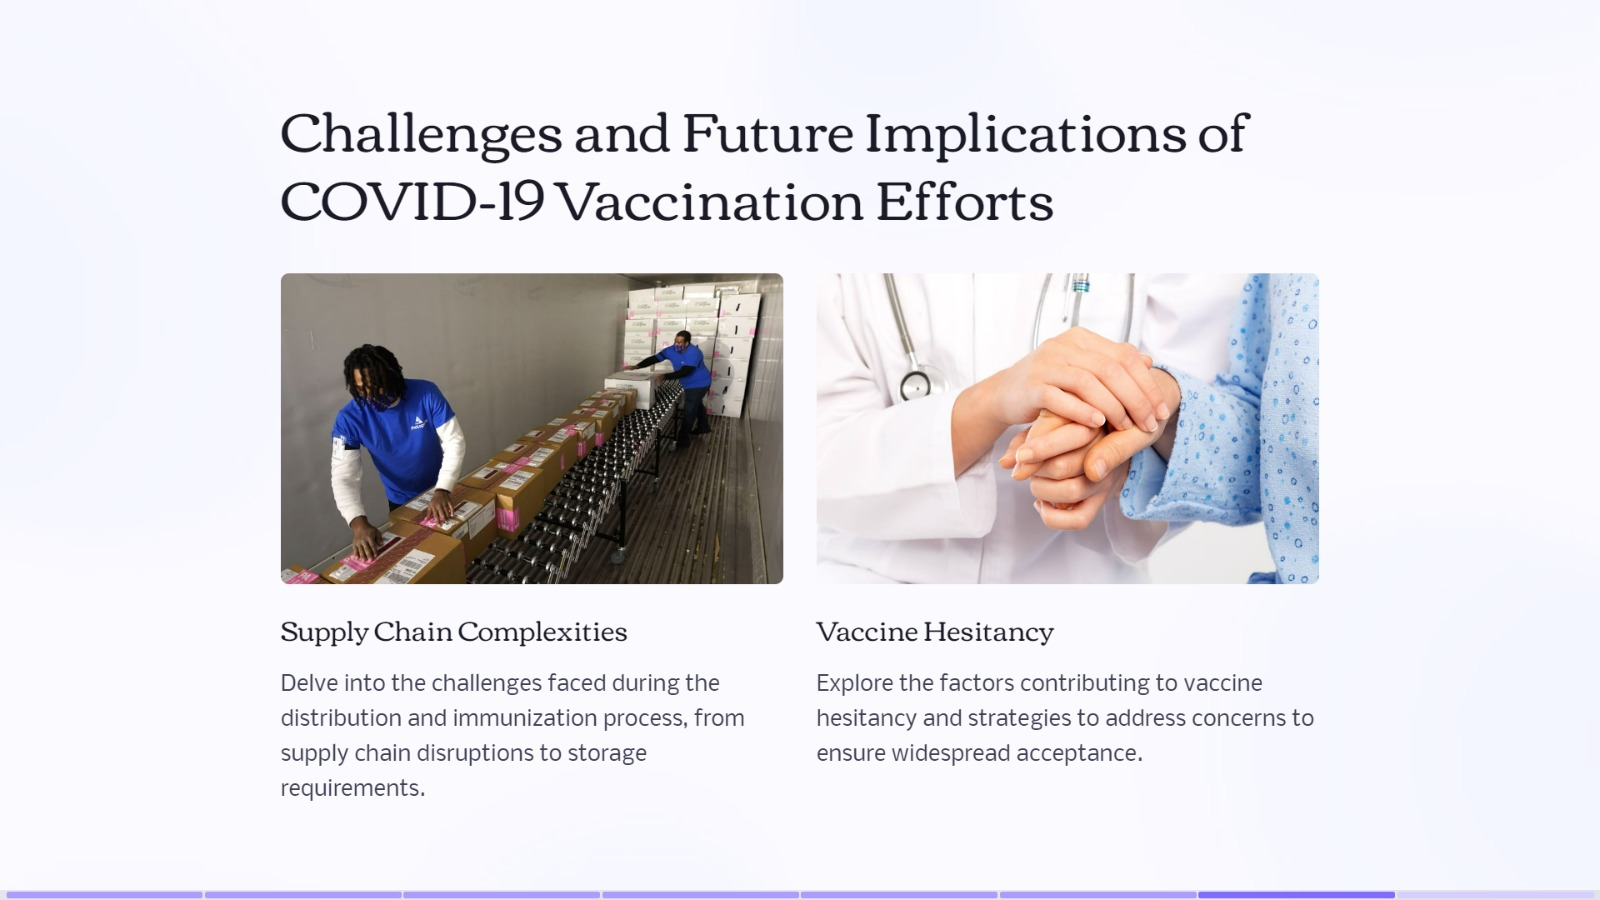 Challenges and Future Implications of
COVID-19 Vaccination Efforts
Supply Chain Complexities
Delve into the challenges faced during the
distribution and immunization process, from
supply chain disruptions to storage
requirements.
Vaccine Hesitancy
Explore the factors contributing to vaccine
hesitancy and strategies to address concerns to
ensure widespread acceptance.